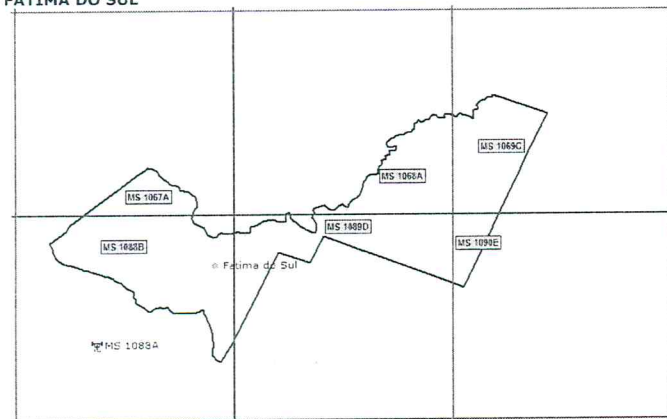 FATIMA DO SUL
MS 1069C
MS 1068A
MS 1067A
MS 1089D
MS 1090E
MS 1088B
Fatima do Sul
MS 1088A